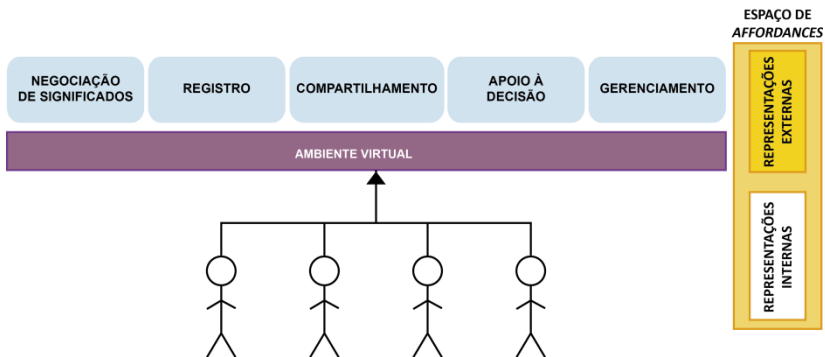 ESPAÇO DE
AFFORDANCES
NEGOCIAÇÃO
DE SIGNIFICADOS
REGISTRO
COMPARTILHAMENTO
APOIO À
DECISÃO
GERENCIAMENTO
AMBIENTE VIRTUAL
REPRESENTAÇÕES
EXTERNAS
REPRESENTAÇÕES
INTERNAS